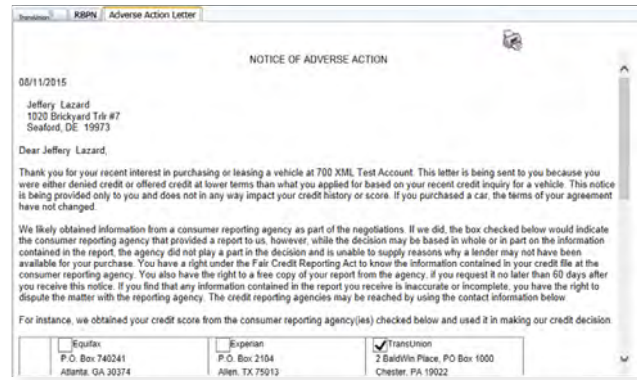 TransUnion RBPN Adverse Action Letter
NOTICE OF ADVERSE ACTION
08/11/2015
Jeffery Lazard
1020 Brickyard Trlr #7
Seaford, DE 19973
Dear Jeffery Lazard,
Thank you for your recent interest in purchasing or leasing a vehicle at 700 XML Test Account. This letter is being sent to you because you
were either denied credit or offered credit at lower terms than what you applied for based on your recent credit inquiry for a vehicle. This notice
is being provided only to you and does not in any way impact your credit history or score. If you purchased a car, the terms of your agreement
have not changed.
We likely obtained information from a consumer reporting agency as part of the negotiations. If we did, the box checked below would indicate
the consumer reporting agency that provided a report to us, however, while the decision may be based in whole or in part on the information
contained in the report, the agency did not play a part in the decision and is unable to supply reasons why a lender may not have been
available for your purchase. You have a right under the Fair Credit Reporting Act to know the information contained in your credit file at the
consumer reporting agency. You also have the right to a free copy of your report from the agency, if you request it no later than 60 days after
you receive this notice. If you find that any information contained in the report you receive is inaccurate or incomplete, you have the right to
dispute the matter with the reporting agency. The credit reporting agencies may be reached by using the contact information below.
For instance, we obtained your credit score from the consumer reporting agency(ies) checked below and used it in making our credit decision.
Equifax Experian TransUnion
P.O. Box 740241 P.O. Box 2104 2 BaldWin Place, PO Box 1000
Atlanta, GA 30374 Allen, TX 75013 Chester, PA 19022